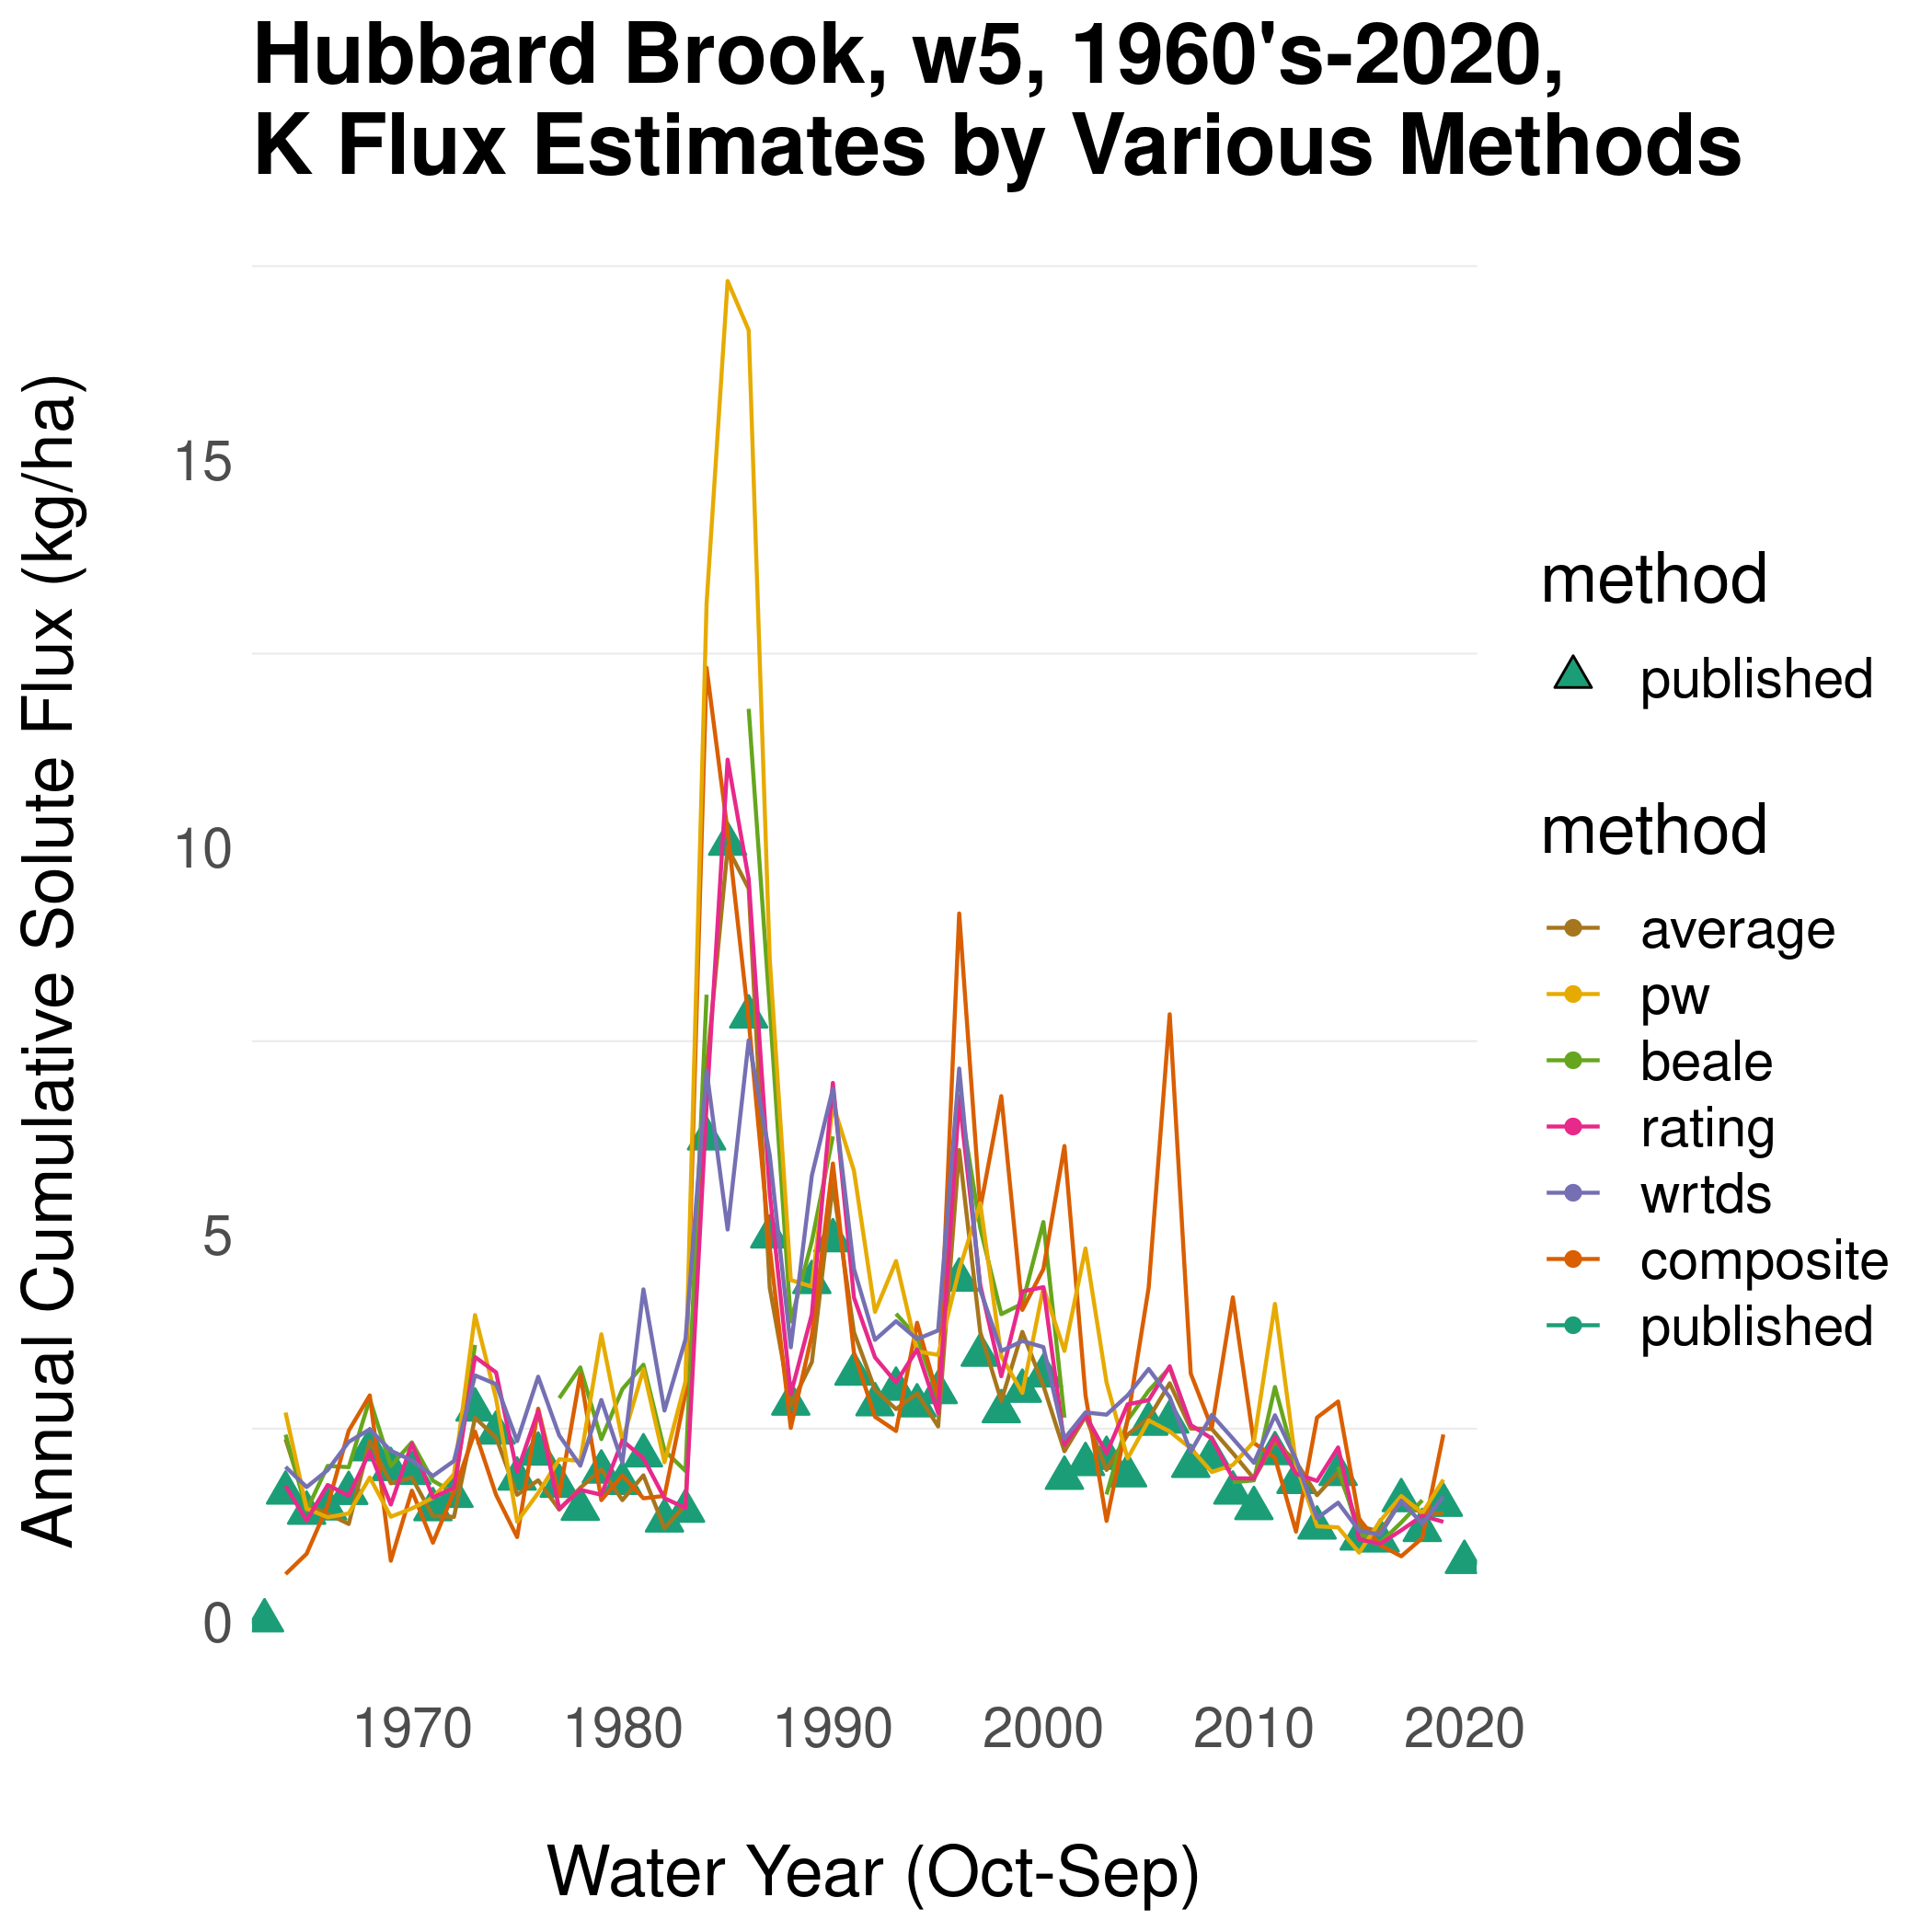 Hubbard Brook, w5, 1960's-2020,
K Flux Estimates by Various Methods
Annual Cumulative Solute Flux (kg/ha)
15
10
5
0
1970 1980 1990 2000 2010 2020
Water Year (Oct-Sep)
method
published
method
average
pw
beale
rating
wrtds
composite
published